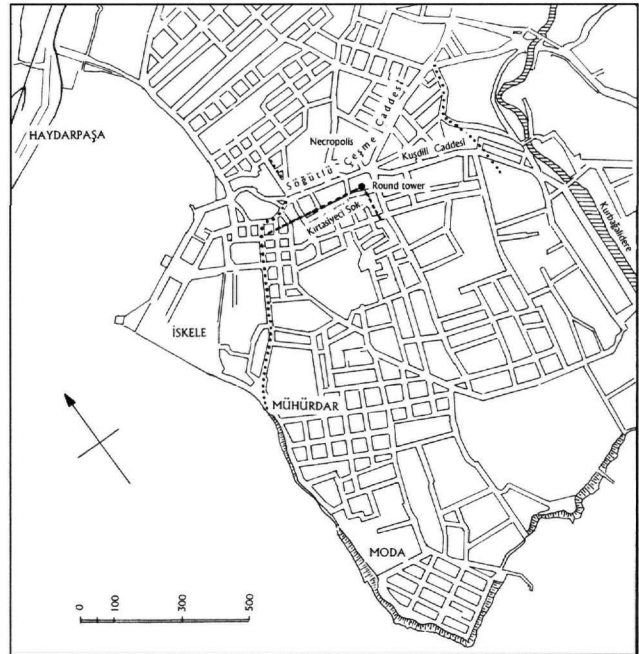 HAYDARPAŞA
Necropolis
Söğütlü Çeşme Caddesi
Kuşdili Caddesi
Round tower
Kırtasiyeci Sok.
Kurbağalıdere
İSKELE
MÜHÜRDAR
MODA
0 100 300 500